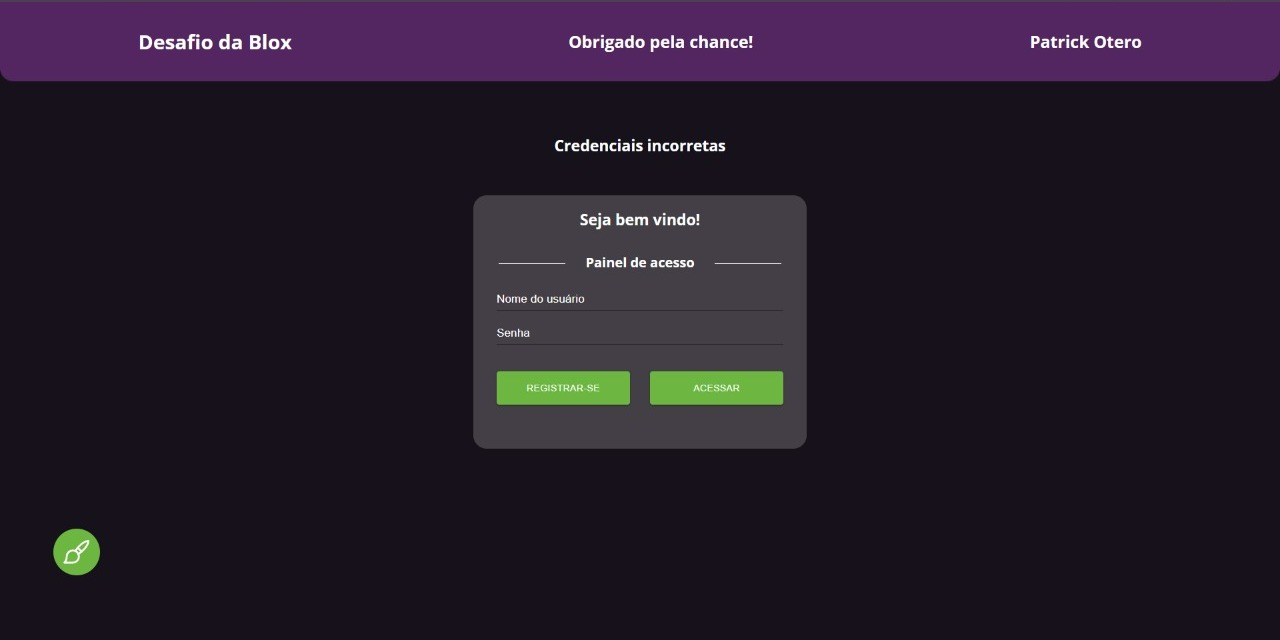 Desafio da Blox
Obrigado pela chance!
Patrick Otero
Credenciais incorretas
Seja bem vindo!
Painel de acesso
Nome do usuário
Senha
REGISTRAR-SE
ACESSAR